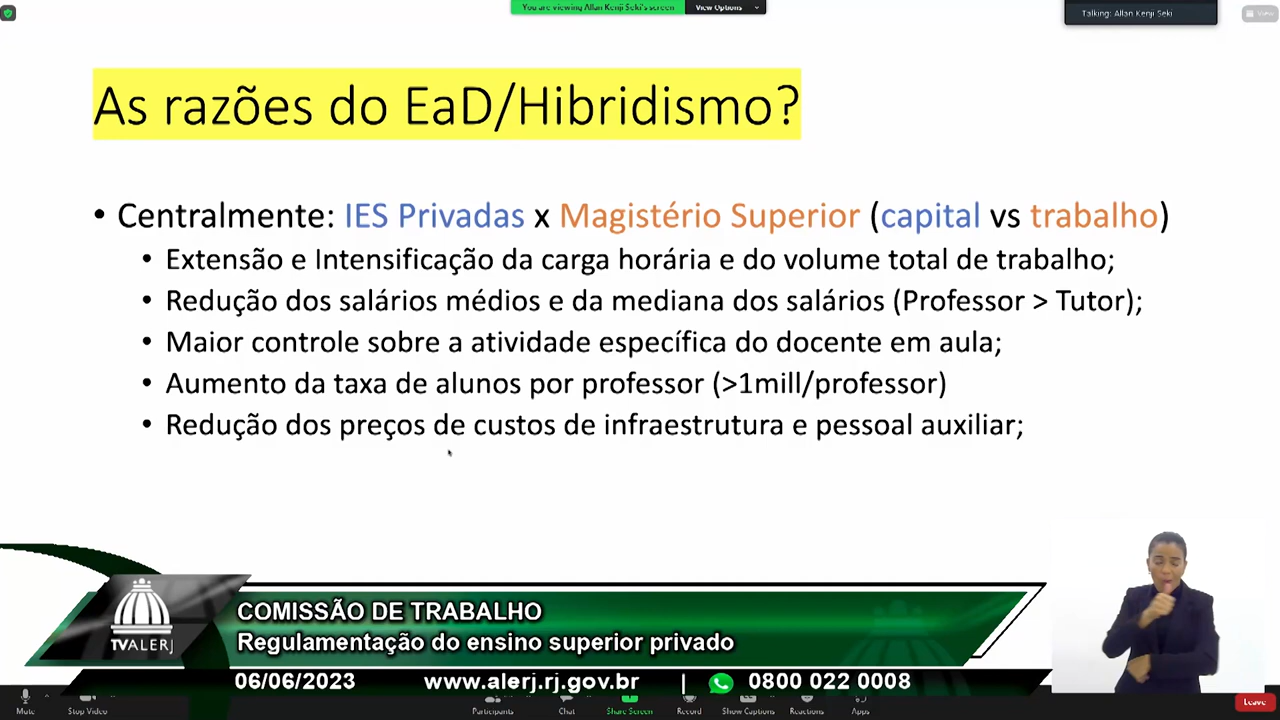 You are viewing Allan Kenji Seki's screen
View Options
Talking: Allan Kenji Seki
View
As razões do EaD/Hibridismo?
• Centralmente: IES Privadas x Magistério Superior (capital vs trabalho)
• Extensão e Intensificação da carga horária e do volume total de trabalho;
• Redução dos salários médios e da mediana dos salários (Professor > Tutor);
• Maior controle sobre a atividade específica do docente em aula;
• Aumento da taxa de alunos por professor (>1mill/professor)
• Redução dos preços de custos de infraestrutura e pessoal auxiliar;
TVALERJ
COMISSÃO DE TRABALHO
Regulamentação do ensino superior privado
06/06/2023 www.alerj.rj.gov.br | 0800 022 0008
Mute
Stop Video
Participants
Chat
Share Screen
Record
Show Captions
Reactions
Apps
Leave